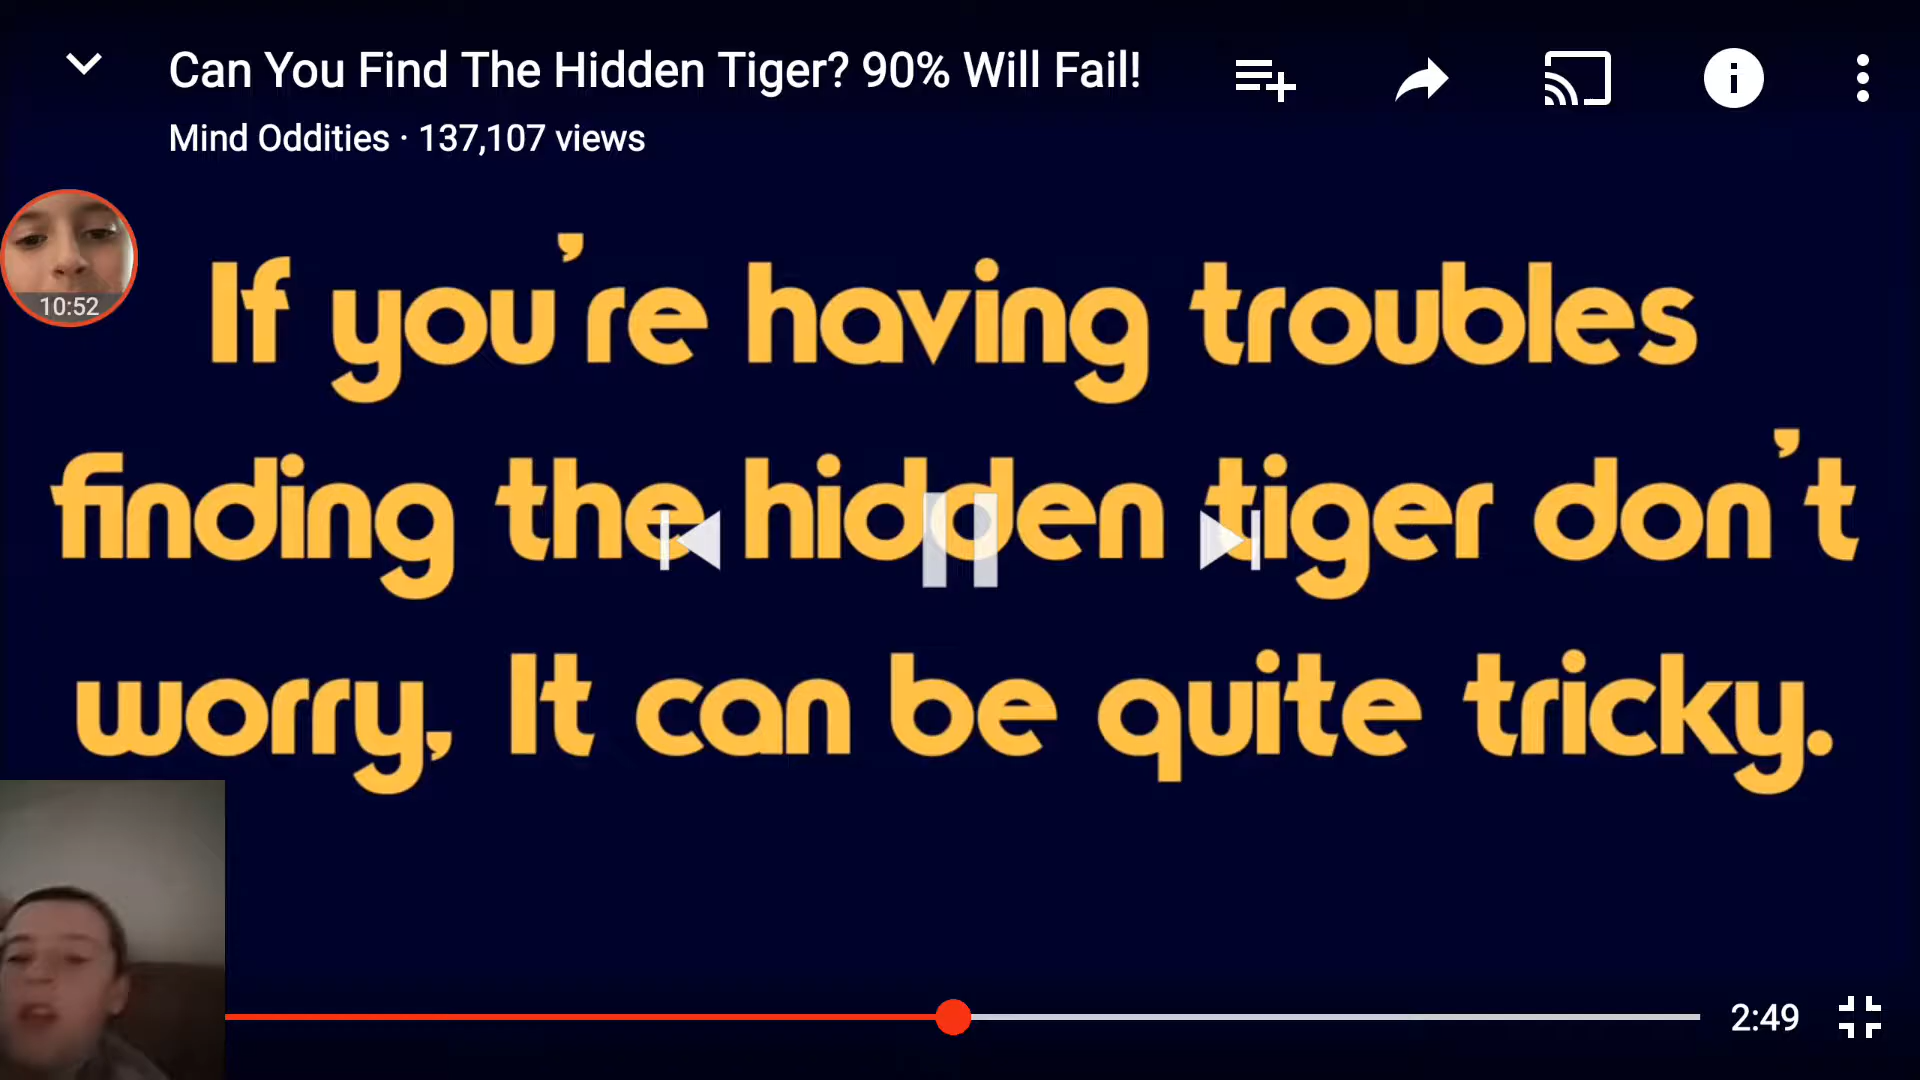 Can You Find The Hidden Tiger? 90% Will Fail!
Mind Oddities · 137,107 views
10:52
If you're having troubles
finding the hidden tiger don't
worry, It can be quite tricky.
2:49